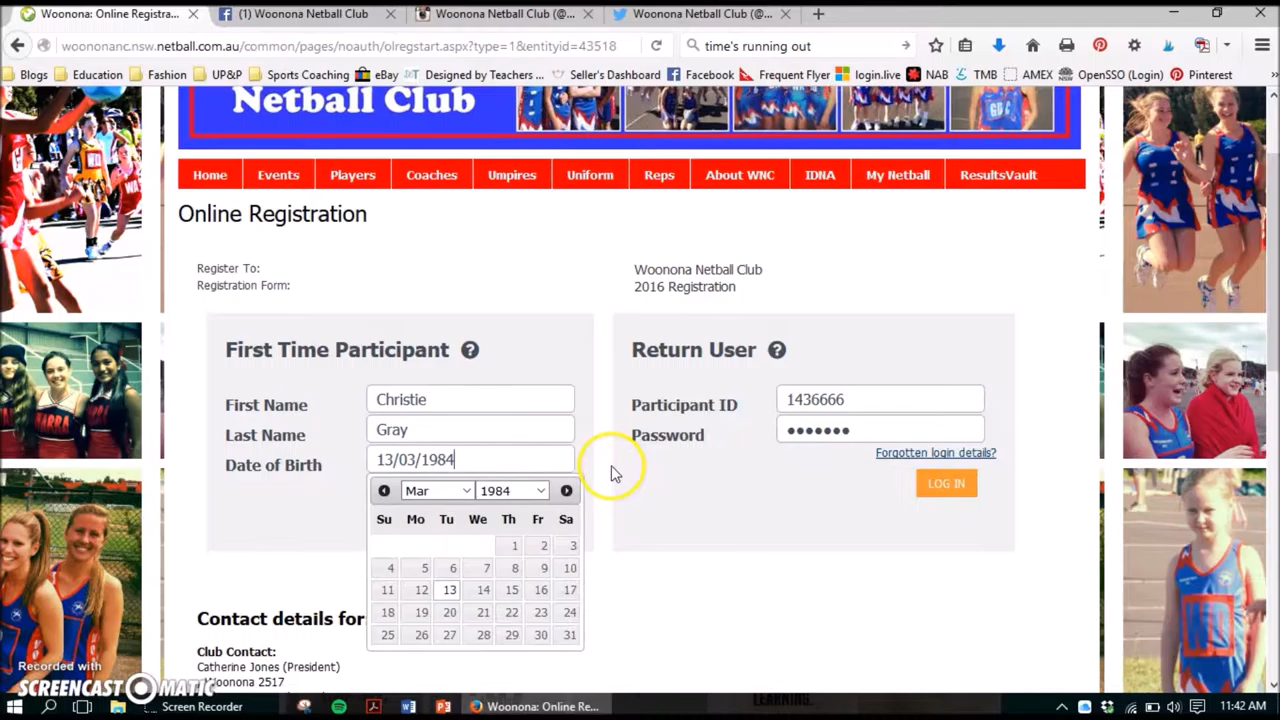 Woonona: Online Registra...
(1) Woonona Netball Club
Woonona Netball Club (@...
Woonona Netball Club (@...
woononanc.nsw.netball.com.au/common/pages/noauth/olregstart.aspx?type=1&entityid=43518
time's running out
Blogs Education Fashion UP&P Sports Coaching eBay Designed by Teachers ... Seller's Dashboard Facebook Frequent Flyer login.live NAB TMB AMEX OpenSSO (Login) Pinterest
Netball Club
Home Events Players Coaches Umpires Uniform Reps About WNC IDNA My Netball ResultsVault
Online Registration
Register To: Woonona Netball Club
Registration Form: 2016 Registration
First Time Participant ?
First Name Christie
Last Name Gray
Date of Birth 13/03/1984
Mar 1984
Su Mo Tu We Th Fr Sa
1 2 3
4 5 6 7 8 9 10
11 12 13 14 15 16 17
18 19 20 21 22 23 24
25 26 27 28 29 30 31
Return User ?
Participant ID 1436666
Password •••••••
Forgotten login details?
LOG IN
Contact details for
Club Contact:
Catherine Jones (President)
Woonona 2517
Recorded with
SCREENCAST-O-MATIC
Screen Recorder
Woonona: Online Re...
11:42 AM